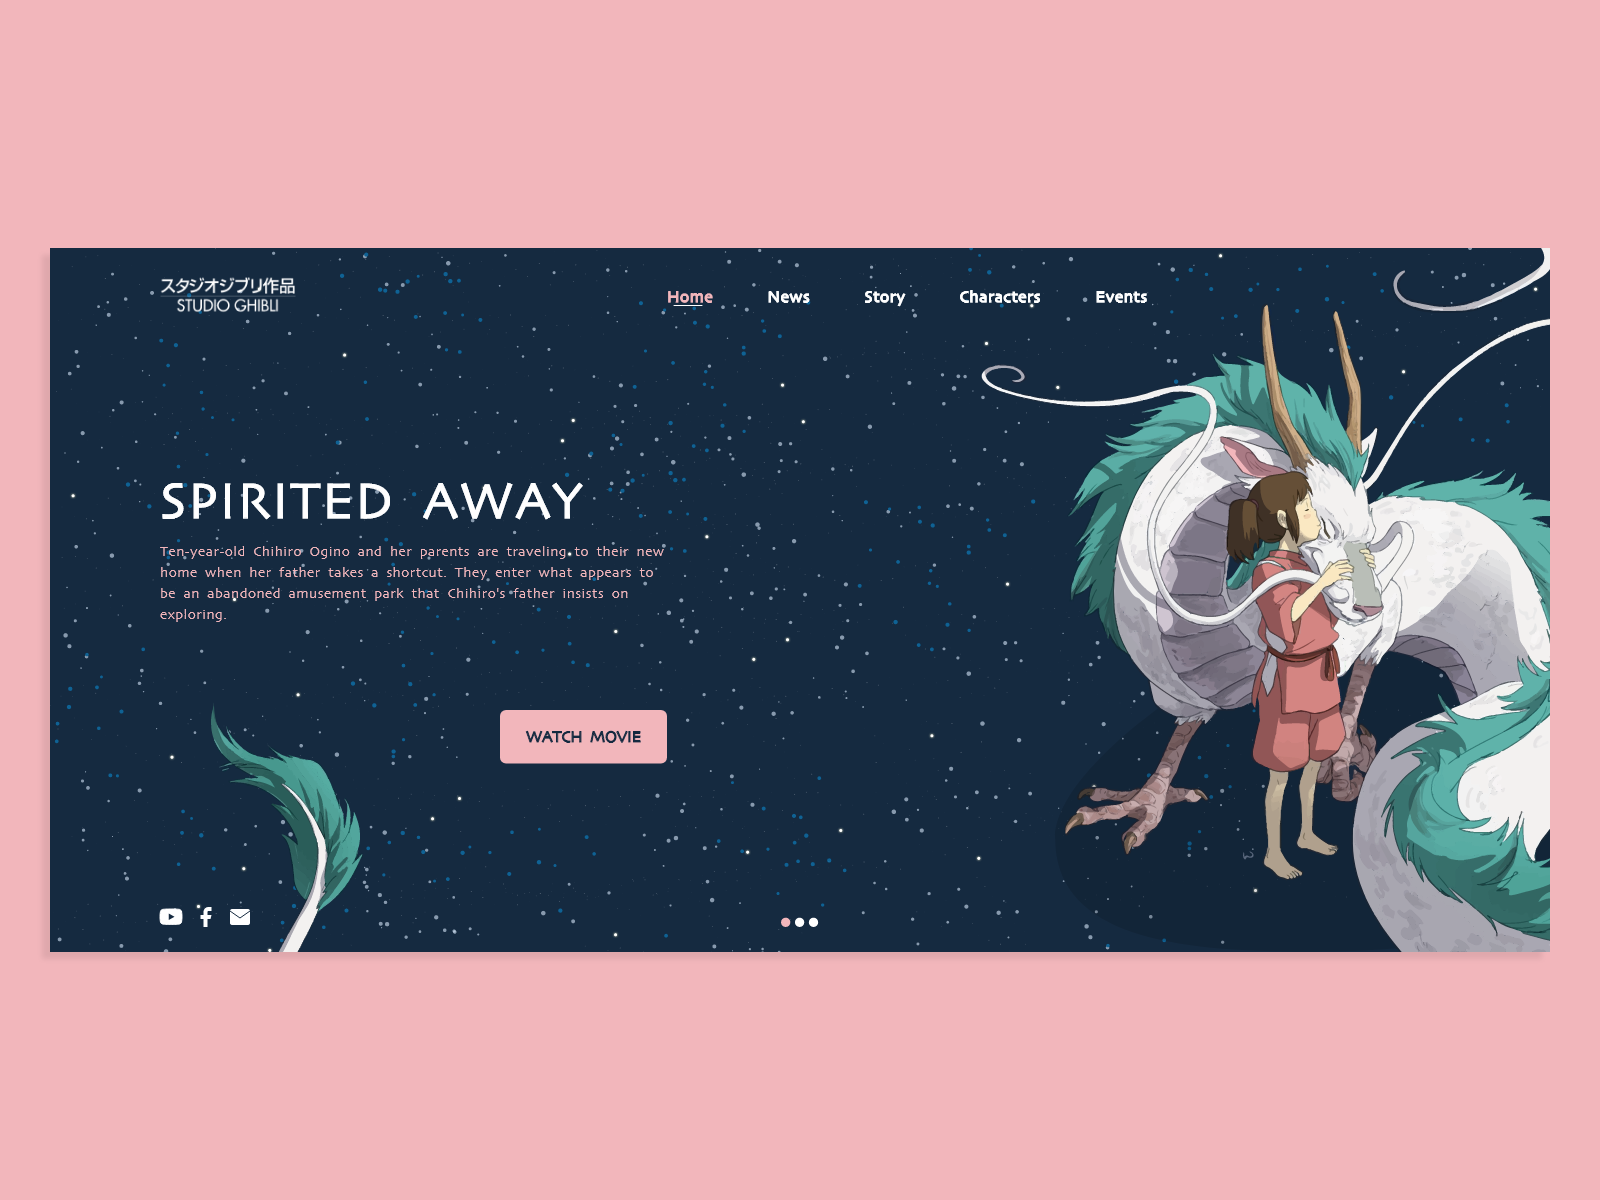 スタジオジブリ作品
STUDIO GHIBLI
Home News Story Characters Events
SPIRITED AWAY
Ten-year-old Chihiro Ogino and her parents are traveling to their new
home when her father takes a shortcut. They enter what appears to
be an abandoned amusement park that Chihiro's father insists on
exploring.
WATCH MOVIE